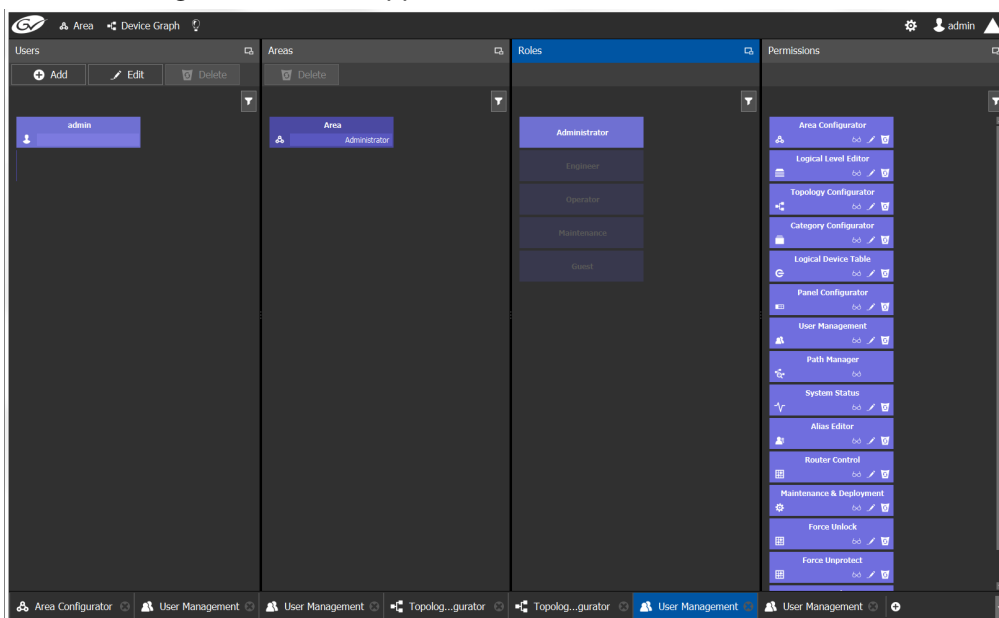 GV Area Device Graph admin
Users Areas Roles Permissions
Add Edit Delete Delete
admin
Area
Administrator
Administrator
Engineer
Operator
Maintenance
Guest
Area Configurator
Logical Level Editor
Topology Configurator
Category Configurator
Logical Device Table
Panel Configurator
User Management
Path Manager
System Status
Alias Editor
Router Control
Maintenance & Deployment
Force Unlock
Force Unprotect
Area Configurator User Management User Management Topolog...gurator Topolog...gurator User Management User Management